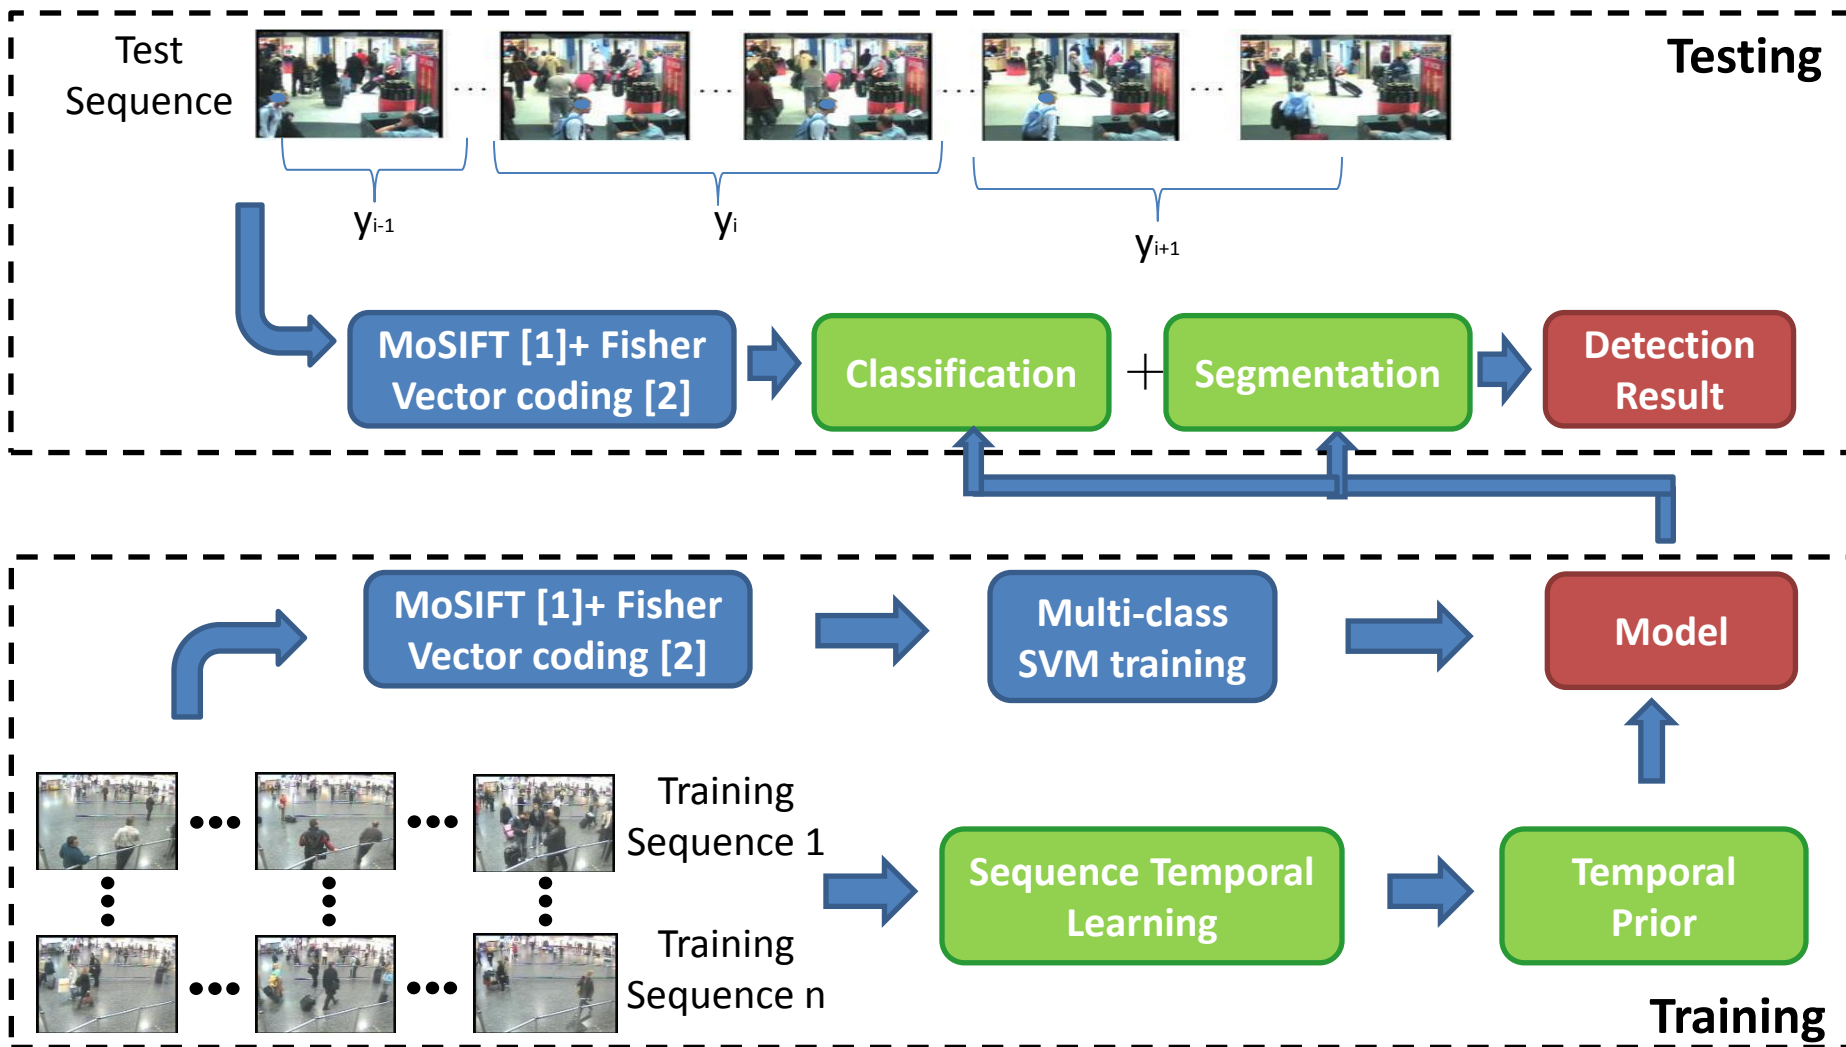 Testing
Test
Sequence
yi-1
yi
yi+1
MoSIFT [1]+ Fisher
Vector coding [2]
Classification
+
Segmentation
Detection
Result
MoSIFT [1]+ Fisher
Vector coding [2]
Multi-class
SVM training
Model
Training
Sequence 1
Sequence Temporal
Learning
Temporal
Prior
Training
Sequence n
Training